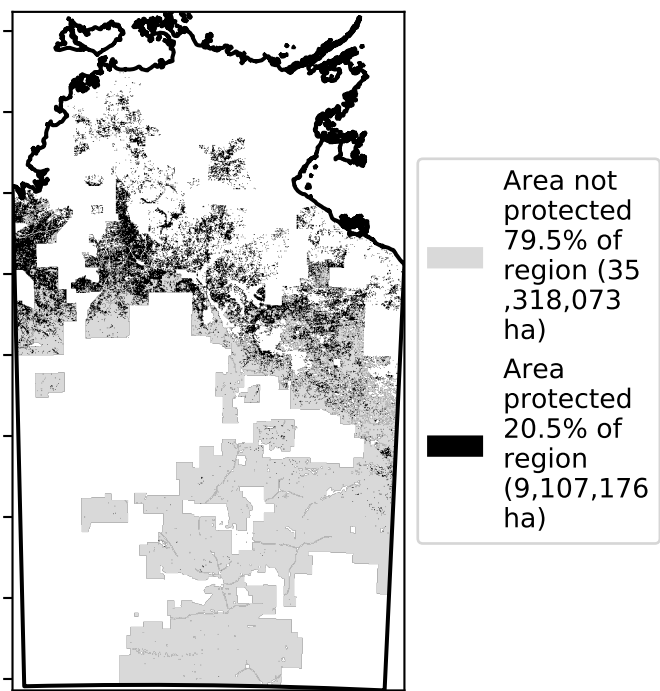 Area not
protected
79.5% of
region (35
,318,073
ha)
Area
protected
20.5% of
region
(9,107,176
ha)